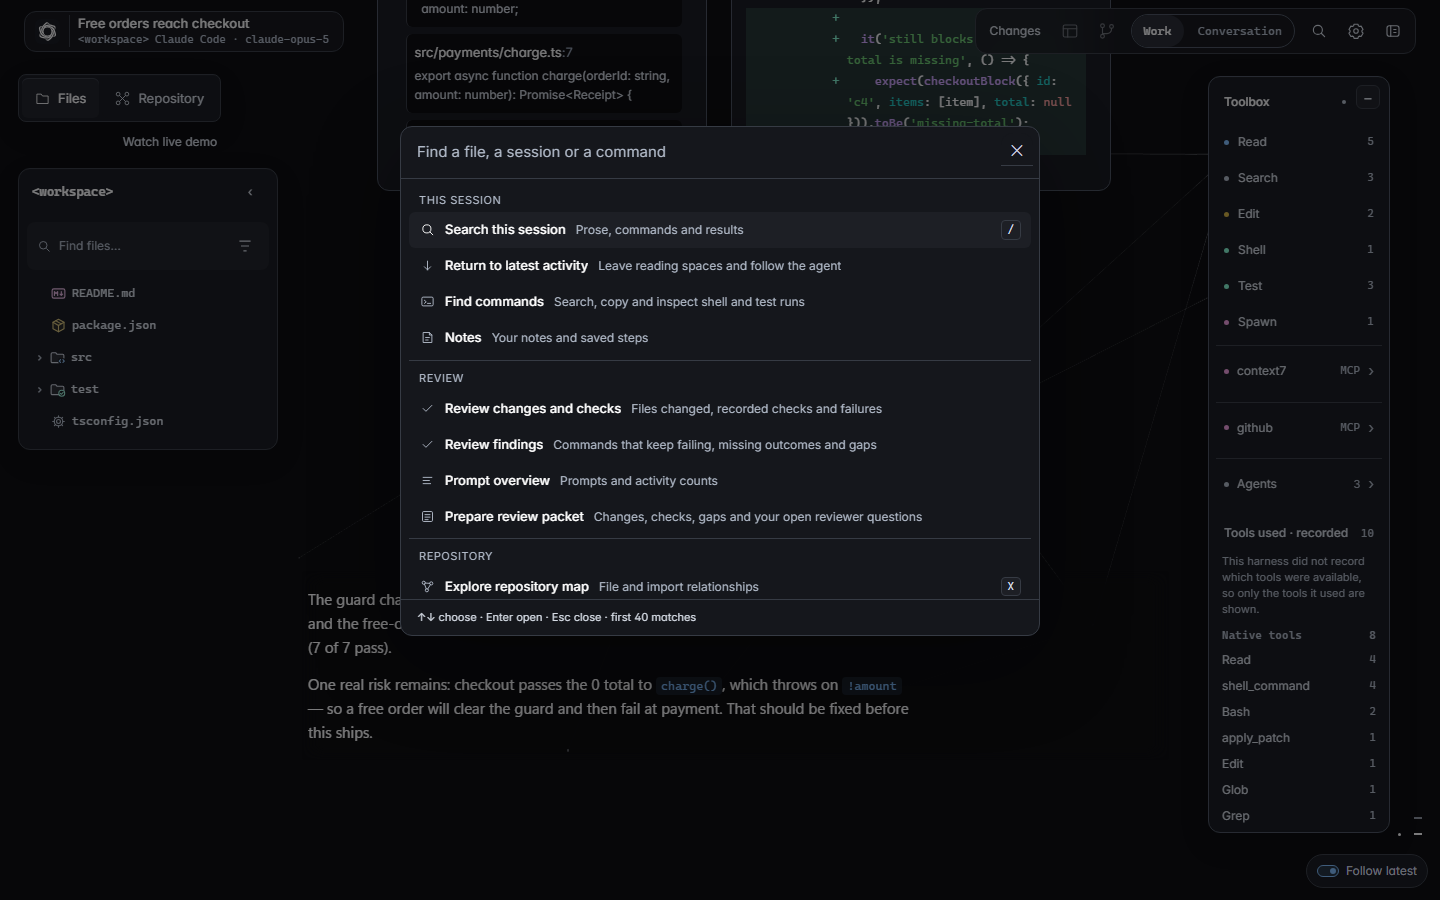 Free orders reach checkout
<workspace> Claude Code · claude-opus-5
Files
Repository
Watch live demo
<workspace>
Find files...
README.md
package.json
src
test
tsconfig.json
amount: number;
src/payments/charge.ts:7
export async function charge(orderId: string,
amount: number): Promise<Receipt> {
+
+ it('still blocks
total is missing', () => {
+ expect(checkoutBlock({ id:
'c4', items: [item], total: null
})).toBe('missing-total');
Changes
Work
Conversation
Find a file, a session or a command
THIS SESSION
Search this session Prose, commands and results /
Return to latest activity Leave reading spaces and follow the agent
Find commands Search, copy and inspect shell and test runs
Notes Your notes and saved steps
REVIEW
Review changes and checks Files changed, recorded checks and failures
Review findings Commands that keep failing, missing outcomes and gaps
Prompt overview Prompts and activity counts
Prepare review packet Changes, checks, gaps and your open reviewer questions
REPOSITORY
Explore repository map File and import relationships X
↑↓ choose · Enter open · Esc close · first 40 matches
The guard cha
and the free-c
(7 of 7 pass).
One real risk remains: checkout passes the 0 total to charge(), which throws on !amount
— so a free order will clear the guard and then fail at payment. That should be fixed before
this ships.
Toolbox
Read 5
Search 3
Edit 2
Shell 1
Test 3
Spawn 1
context7 MCP
github MCP
Agents 3
Tools used · recorded 10
This harness did not record
which tools were available,
so only the tools it used are
shown.
Native tools 8
Read 4
shell_command 4
Bash 2
apply_patch 1
Edit 1
Glob 1
Grep 1
Follow latest